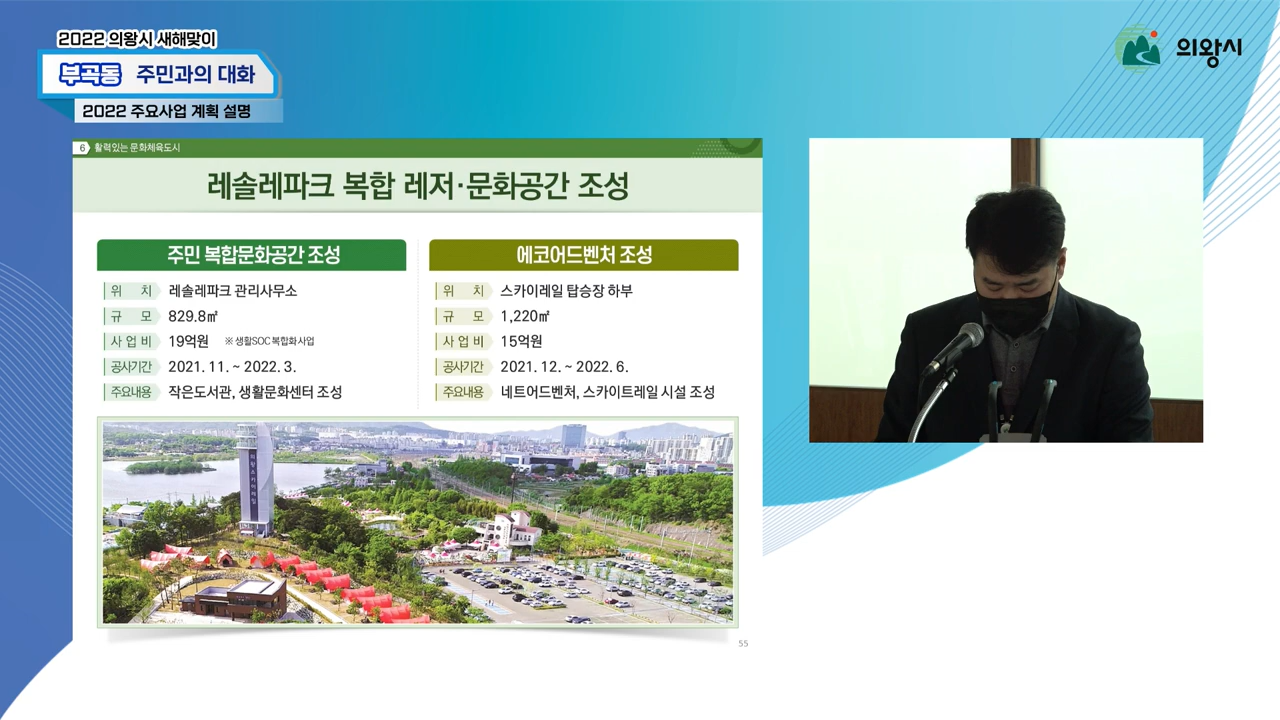 2022 의왕시 새해맞이
부곡동 주민과의 대화
2022 주요사업 계획 설명
의왕시
6 활력있는 문화체육도시
레솔레파크 복합 레저·문화공간 조성
주민 복합문화공간 조성
위 치 레솔레파크 관리사무소
규 모 829.8㎡
사 업 비 19억원 ※ 생활SOC 복합화 사업
공사기간 2021. 11. ~ 2022. 3.
주요내용 작은도서관, 생활문화센터 조성
에코어드벤처 조성
위 치 스카이레일 탑승장 하부
규 모 1,220㎡
사 업 비 15억원
공사기간 2021. 12. ~ 2022. 6.
주요내용 네트어드벤처, 스카이트레일 시설 조성
의왕스카이레일
55